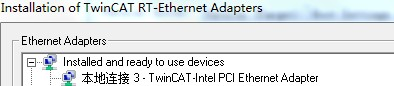 Installation of TwinCAT RT-Ethernet Adapters
Ethernet Adapters
Installed and ready to use devices
本地连接 3 - TwinCAT-Intel PCI Ethernet Adapter